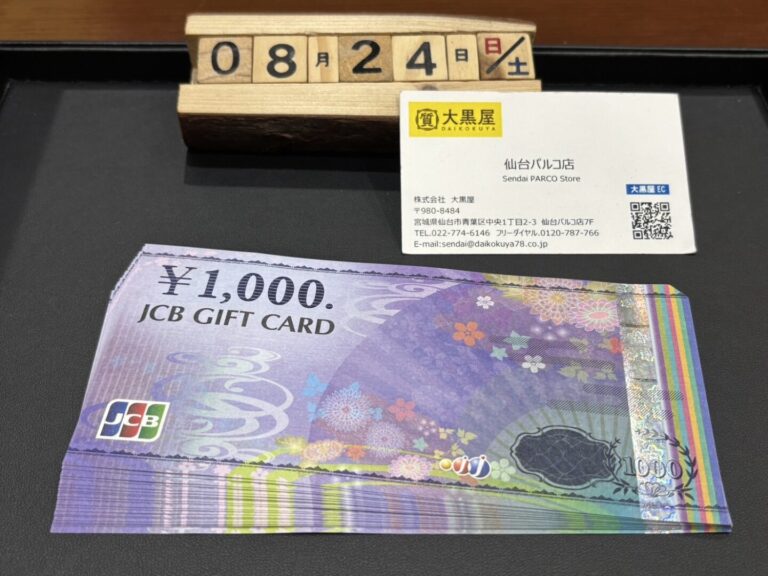 08月24日 日/土
質 大黒屋
DAIKOKUYA
仙台パルコ店
Sendai PARCO Store
大黒屋 EC
株式会社 大黒屋
〒980-8484
宮城県仙台市青葉区中央1丁目2-3 仙台パルコ店7F
TEL.022-774-6146 フリーダイヤル.0120-787-766
E-mail:sendai@daikokuya78.co.jp
¥1,000.
JCB GIFT CARD
JCB
1000